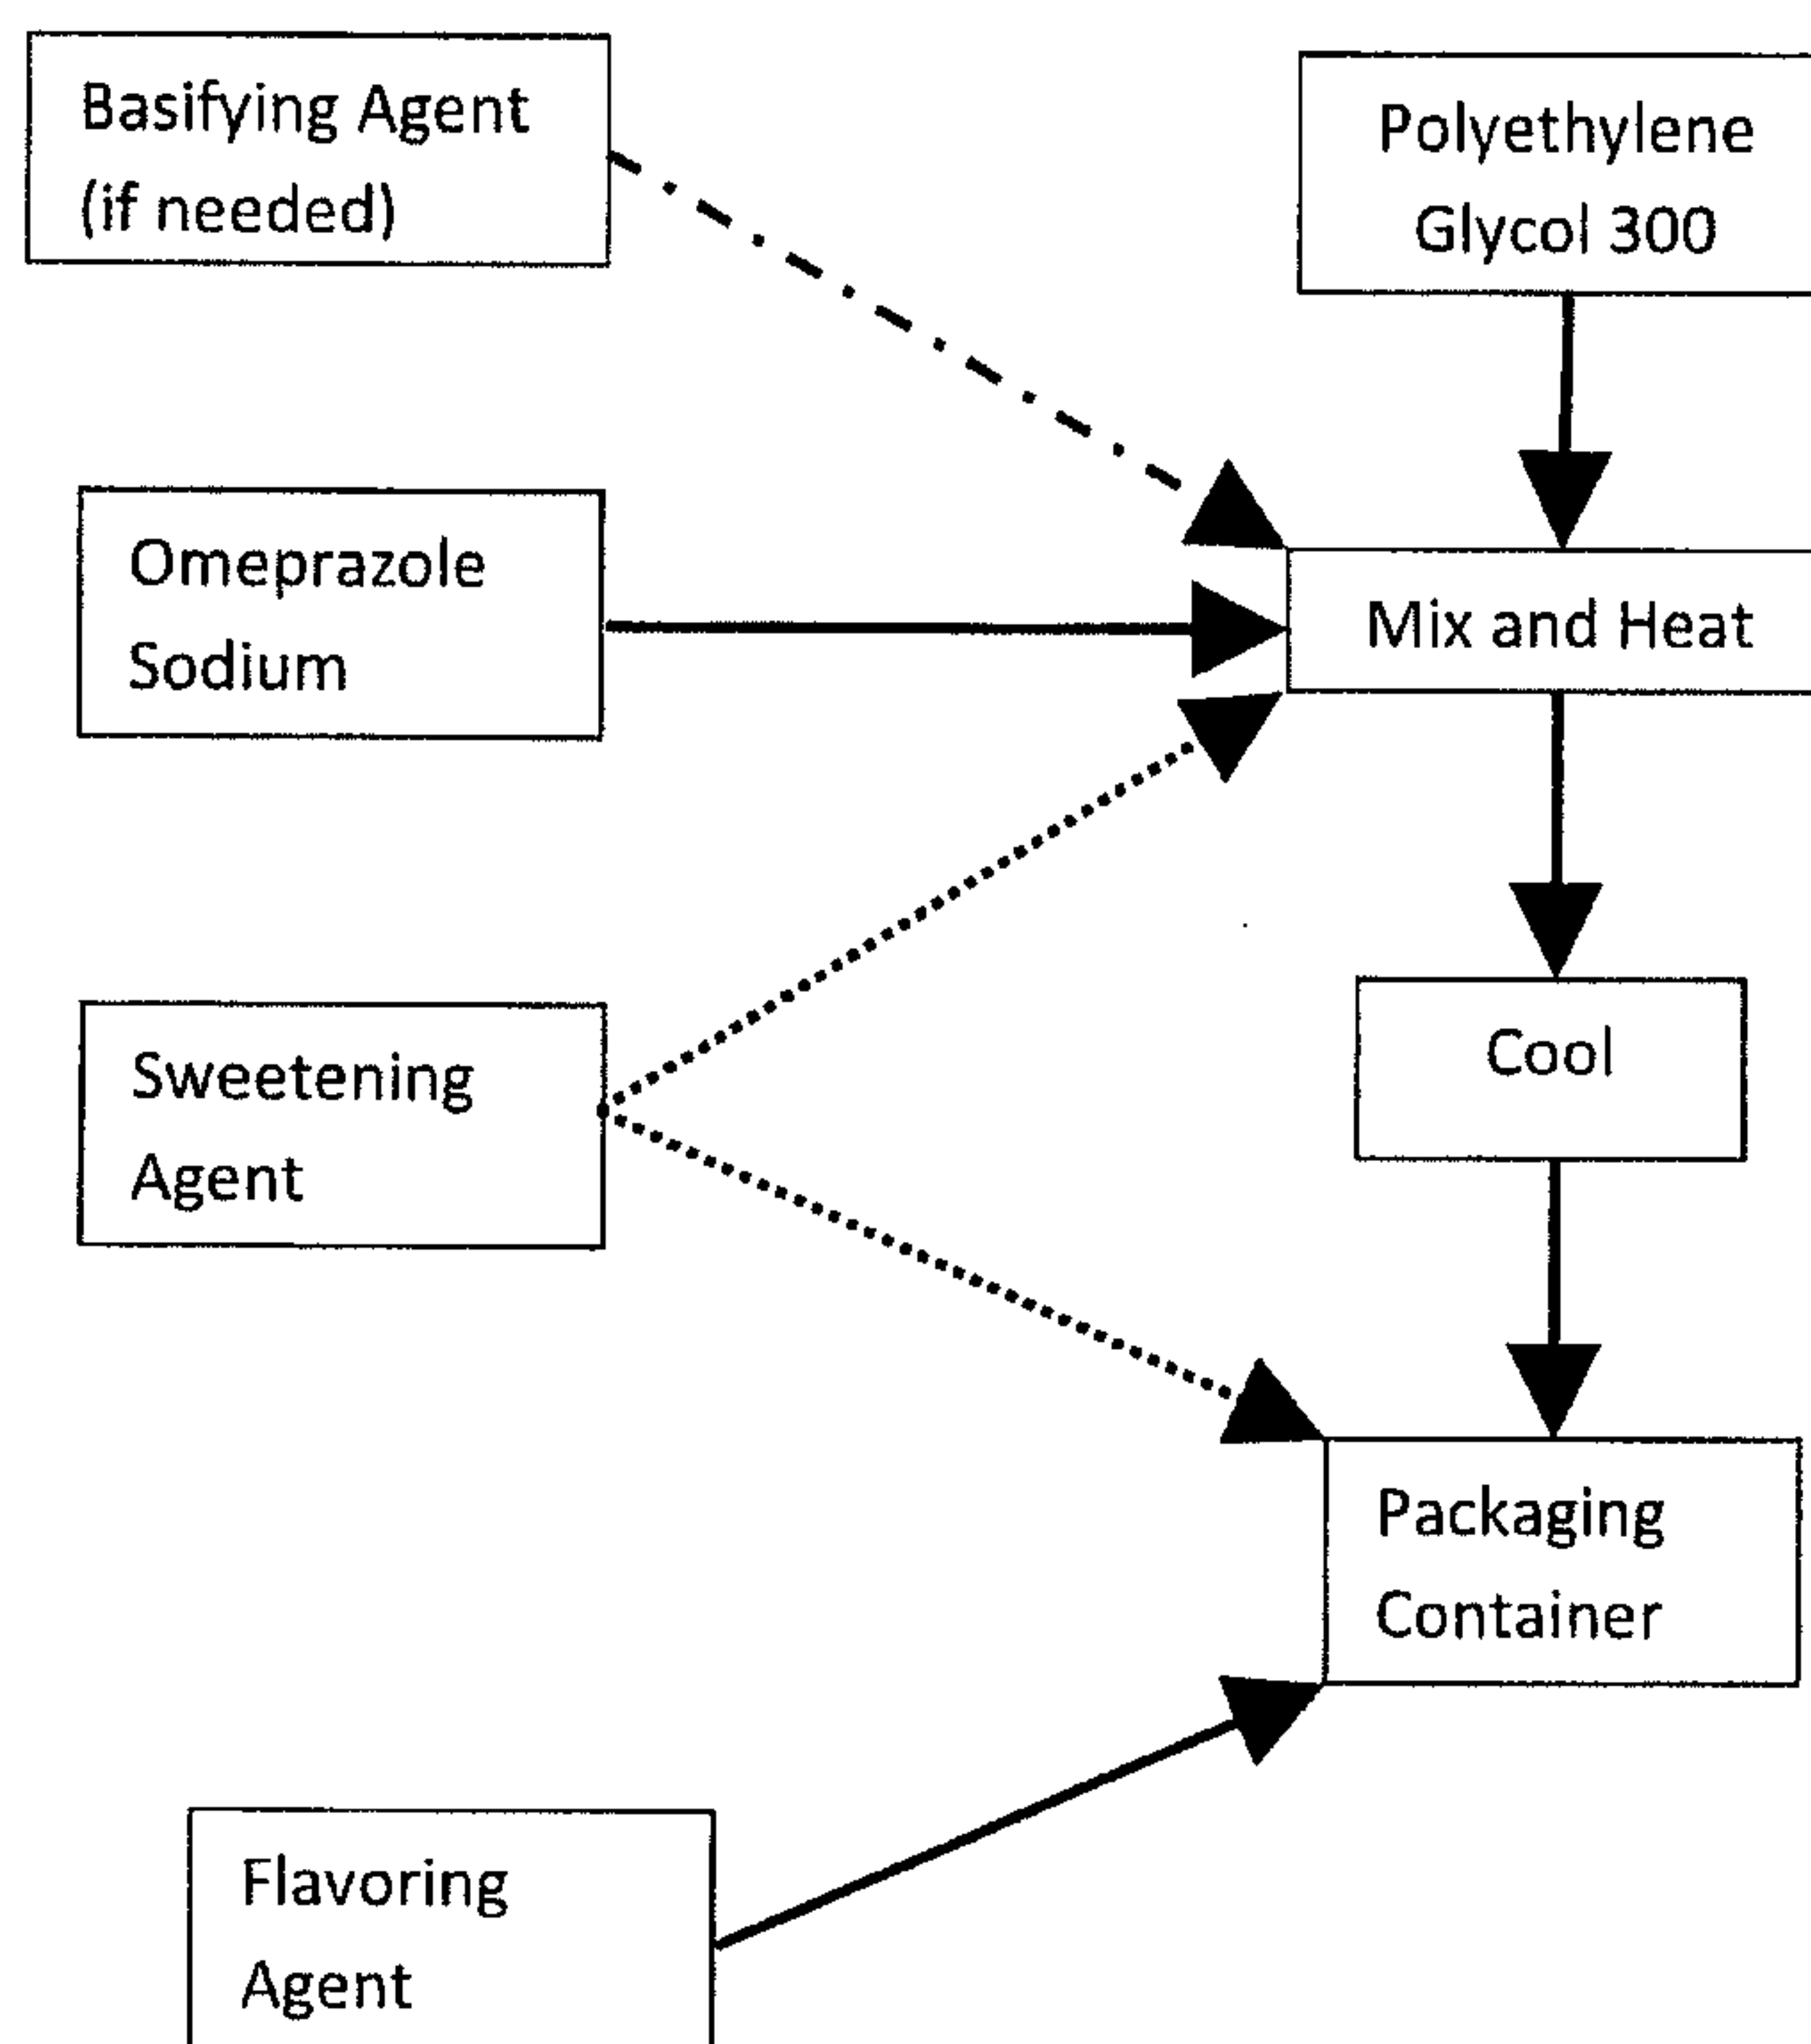 Basifying Agent
(if needed)
Polyethylene
Glycol 300
Omeprazole
Sodium
Mix and Heat
Sweetening
Agent
Cool
Packaging
Container
Flavoring
Agent